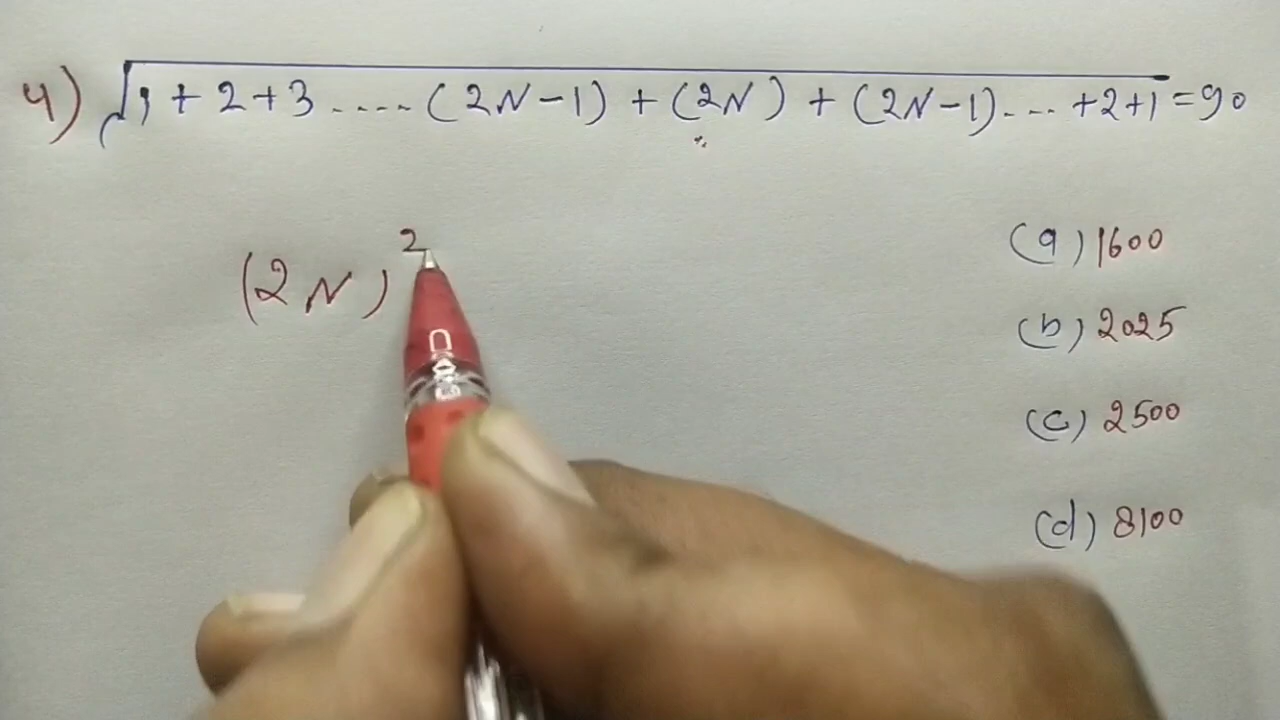 4) √1 + 2 + 3 ..... (2N-1) + (2N) + (2N-1) .... +2+1 = 90
(2N)²
(a) 1600
(b) 2025
(c) 2500
(d) 8100